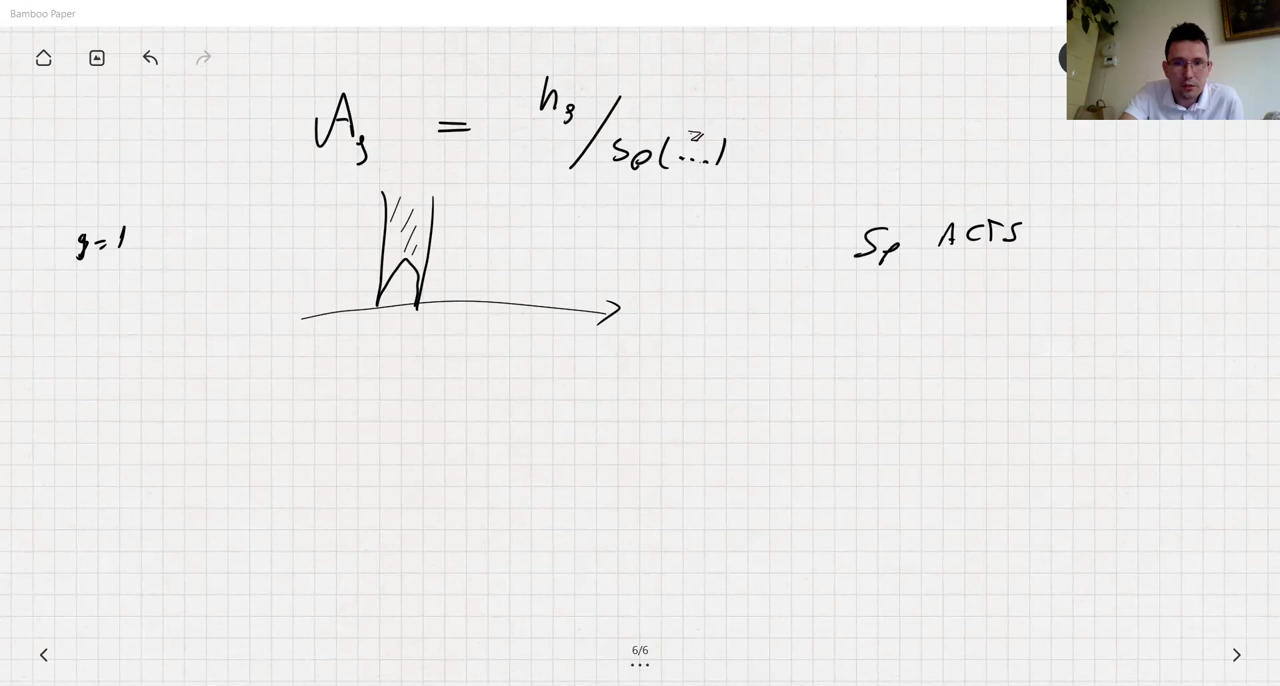 Bamboo Paper
A_g = h_g / Sp(...ℤ)
g = 1
Sp ACTS
6/6